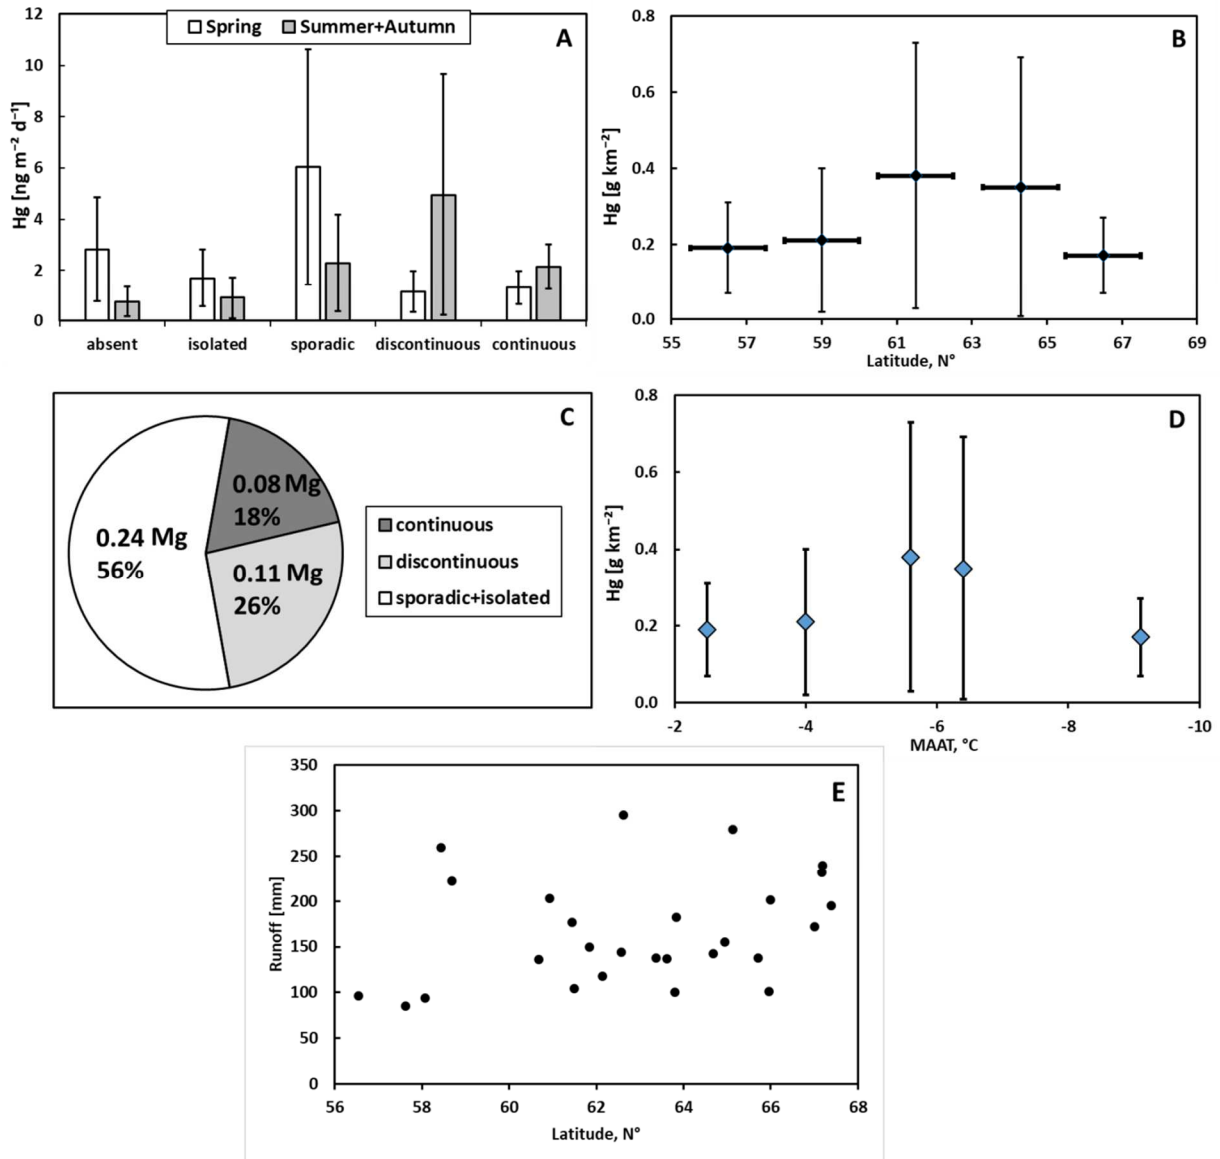 12
10
8
6
4
2
0
Hg [ng m⁻² d⁻¹]
Spring Summer+Autumn
A
absent isolated sporadic discontinuous continuous
0.8
0.6
0.4
0.2
0.0
Hg [g km⁻²]
B
55 57 59 61 63 65 67 69
Latitude, N°
C
0.24 Mg
56%
0.08 Mg
18%
0.11 Mg
26%
continuous
discontinuous
sporadic+isolated
0.8
0.6
0.4
0.2
0.0
Hg [g km⁻²]
D
-2 -4 -6 -8 -10
MAAT, °C
350
300
250
200
150
100
50
0
Runoff [mm]
E
56 58 60 62 64 66 68
Latitude, N°